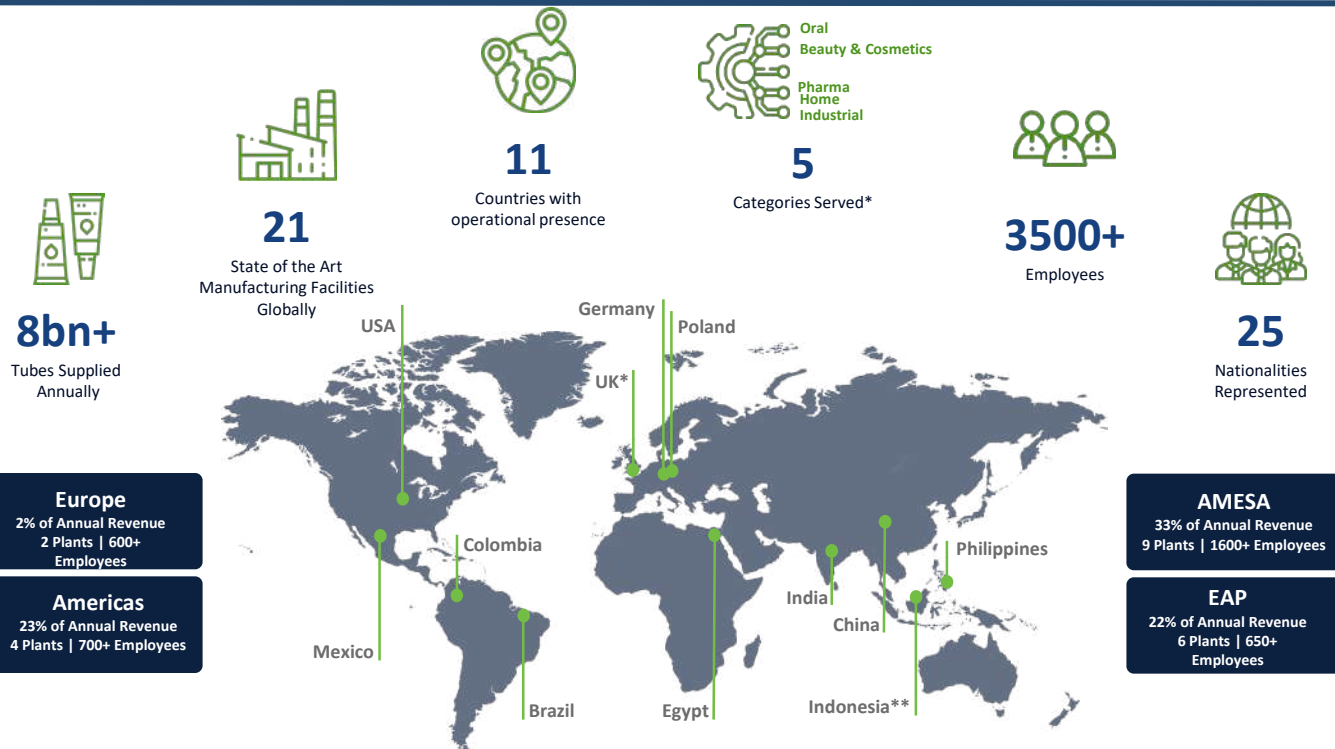 Oral
Beauty & Cosmetics
Pharma
Home
Industrial
8bn+
Tubes Supplied
Annually
21
State of the Art
Manufacturing Facilities
Globally
11
Countries with
operational presence
5
Categories Served*
3500+
Employees
25
Nationalities
Represented
USA
Germany
Poland
UK*
Colombia
Mexico
Brazil
Egypt
India
China
Philippines
Indonesia**
Europe
2% of Annual Revenue
2 Plants | 600+
Employees
Americas
23% of Annual Revenue
4 Plants | 700+ Employees
AMESA
33% of Annual Revenue
9 Plants | 1600+ Employees
EAP
22% of Annual Revenue
6 Plants | 650+
Employees